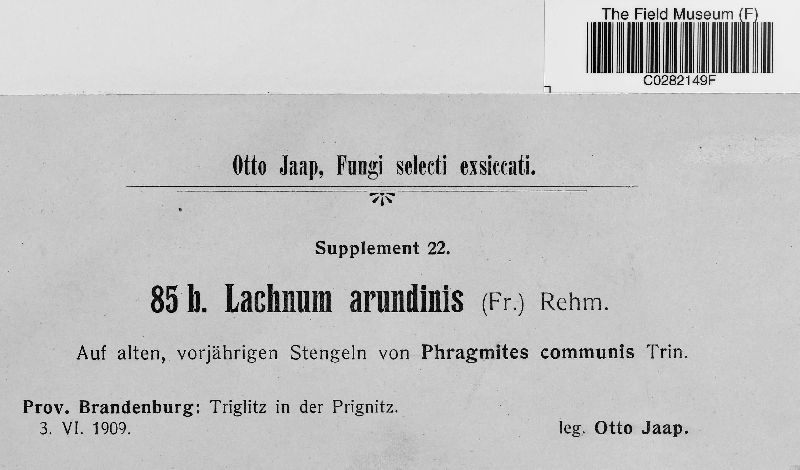 The Field Museum (F)
C0282149F
Otto Jaap, Fungi selecti exsiccati.
Supplement 22.
85 b. Lachnum arundinis (Fr.) Rehm.
Auf alten, vorjährigen Stengeln von Phragmites communis Trin.
Prov. Brandenburg: Triglitz in der Prignitz.
3. VI. 1909. leg. Otto Jaap.